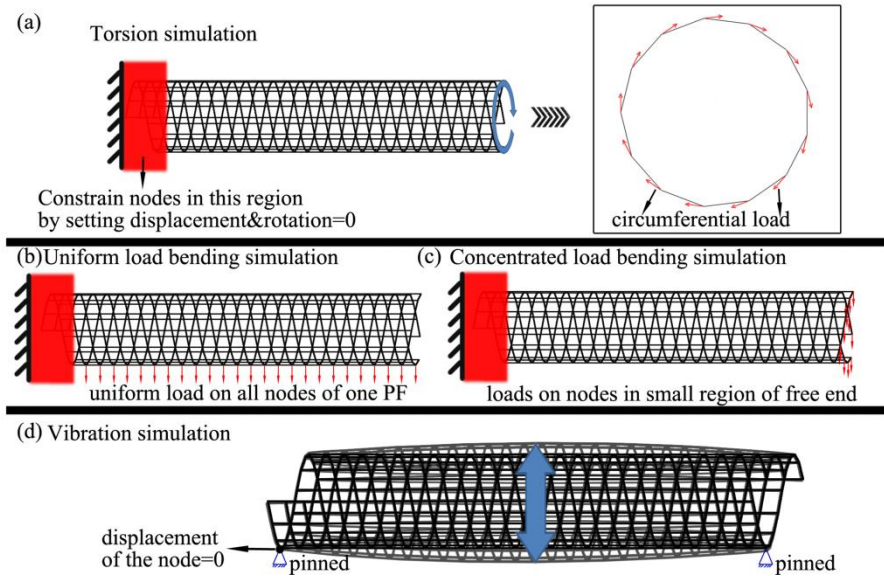 (a)
Torsion simulation
Constrain nodes in this region
by setting displacement&rotation=0
circumferential load
(b) Uniform load bending simulation
uniform load on all nodes of one PF
(c) Concentrated load bending simulation
loads on nodes in small region of free end
(d) Vibration simulation
displacement
of the node=0
pinned
pinned